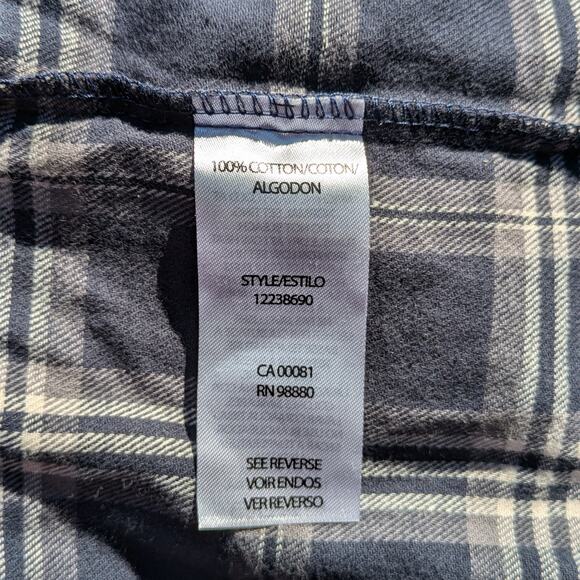 100% COTTON/COTON/
ALGODON
STYLE/ESTILO
12238690
CA 00081
RN 98880
SEE REVERSE
VOIR ENDOS
VER REVERSO